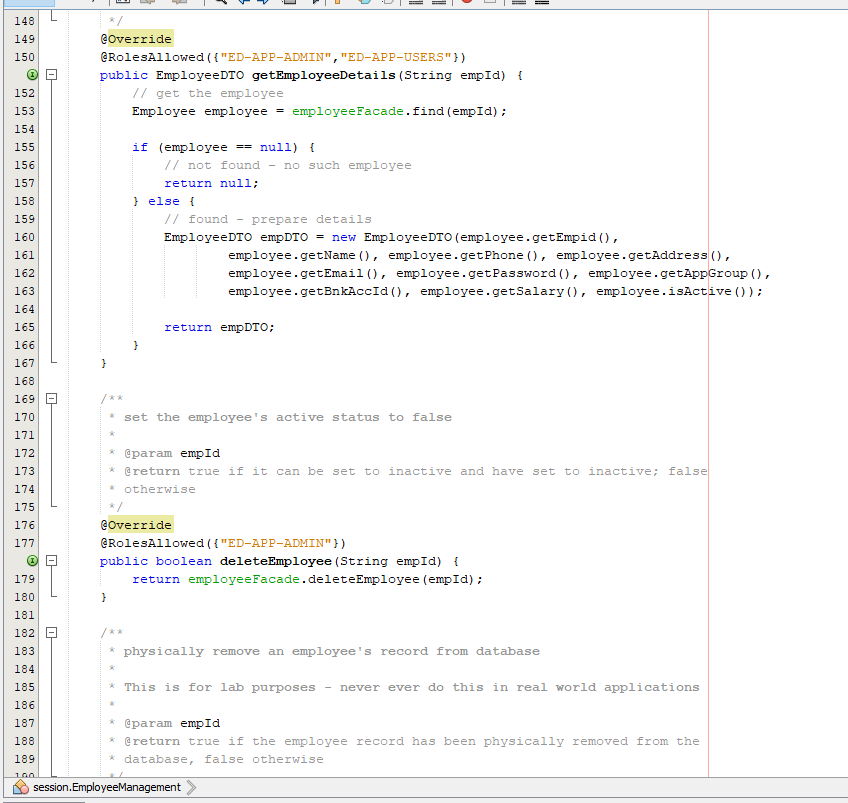 148 */
149 @Override
150 @RolesAllowed({"ED-APP-ADMIN","ED-APP-USERS"})
public EmployeeDTO getEmployeeDetails(String empId) {
152 // get the employee
153 Employee employee = employeeFacade.find(empId);
154
155 if (employee == null) {
156 // not found - no such employee
157 return null;
158 } else {
159 // found - prepare details
160 EmployeeDTO empDTO = new EmployeeDTO(employee.getEmpid(),
161 employee.getName(), employee.getPhone(), employee.getAddress(),
162 employee.getEmail(), employee.getPassword(), employee.getAppGroup(),
163 employee.getBnkAccId(), employee.getSalary(), employee.isActive());
164
165 return empDTO;
166 }
167 }
168
169 /**
170 * set the employee's active status to false
171 *
172 * @param empId
173 * @return true if it can be set to inactive and have set to inactive; false
174 * otherwise
175 */
176 @Override
177 @RolesAllowed({"ED-APP-ADMIN"})
public boolean deleteEmployee(String empId) {
179 return employeeFacade.deleteEmployee(empId);
180 }
181
182 /**
183 * physically remove an employee's record from database
184 *
185 * This is for lab purposes - never ever do this in real world applications
186 *
187 * @param empId
188 * @return true if the employee record has been physically removed from the
189 * database, false otherwise
190 */
session.EmployeeManagement